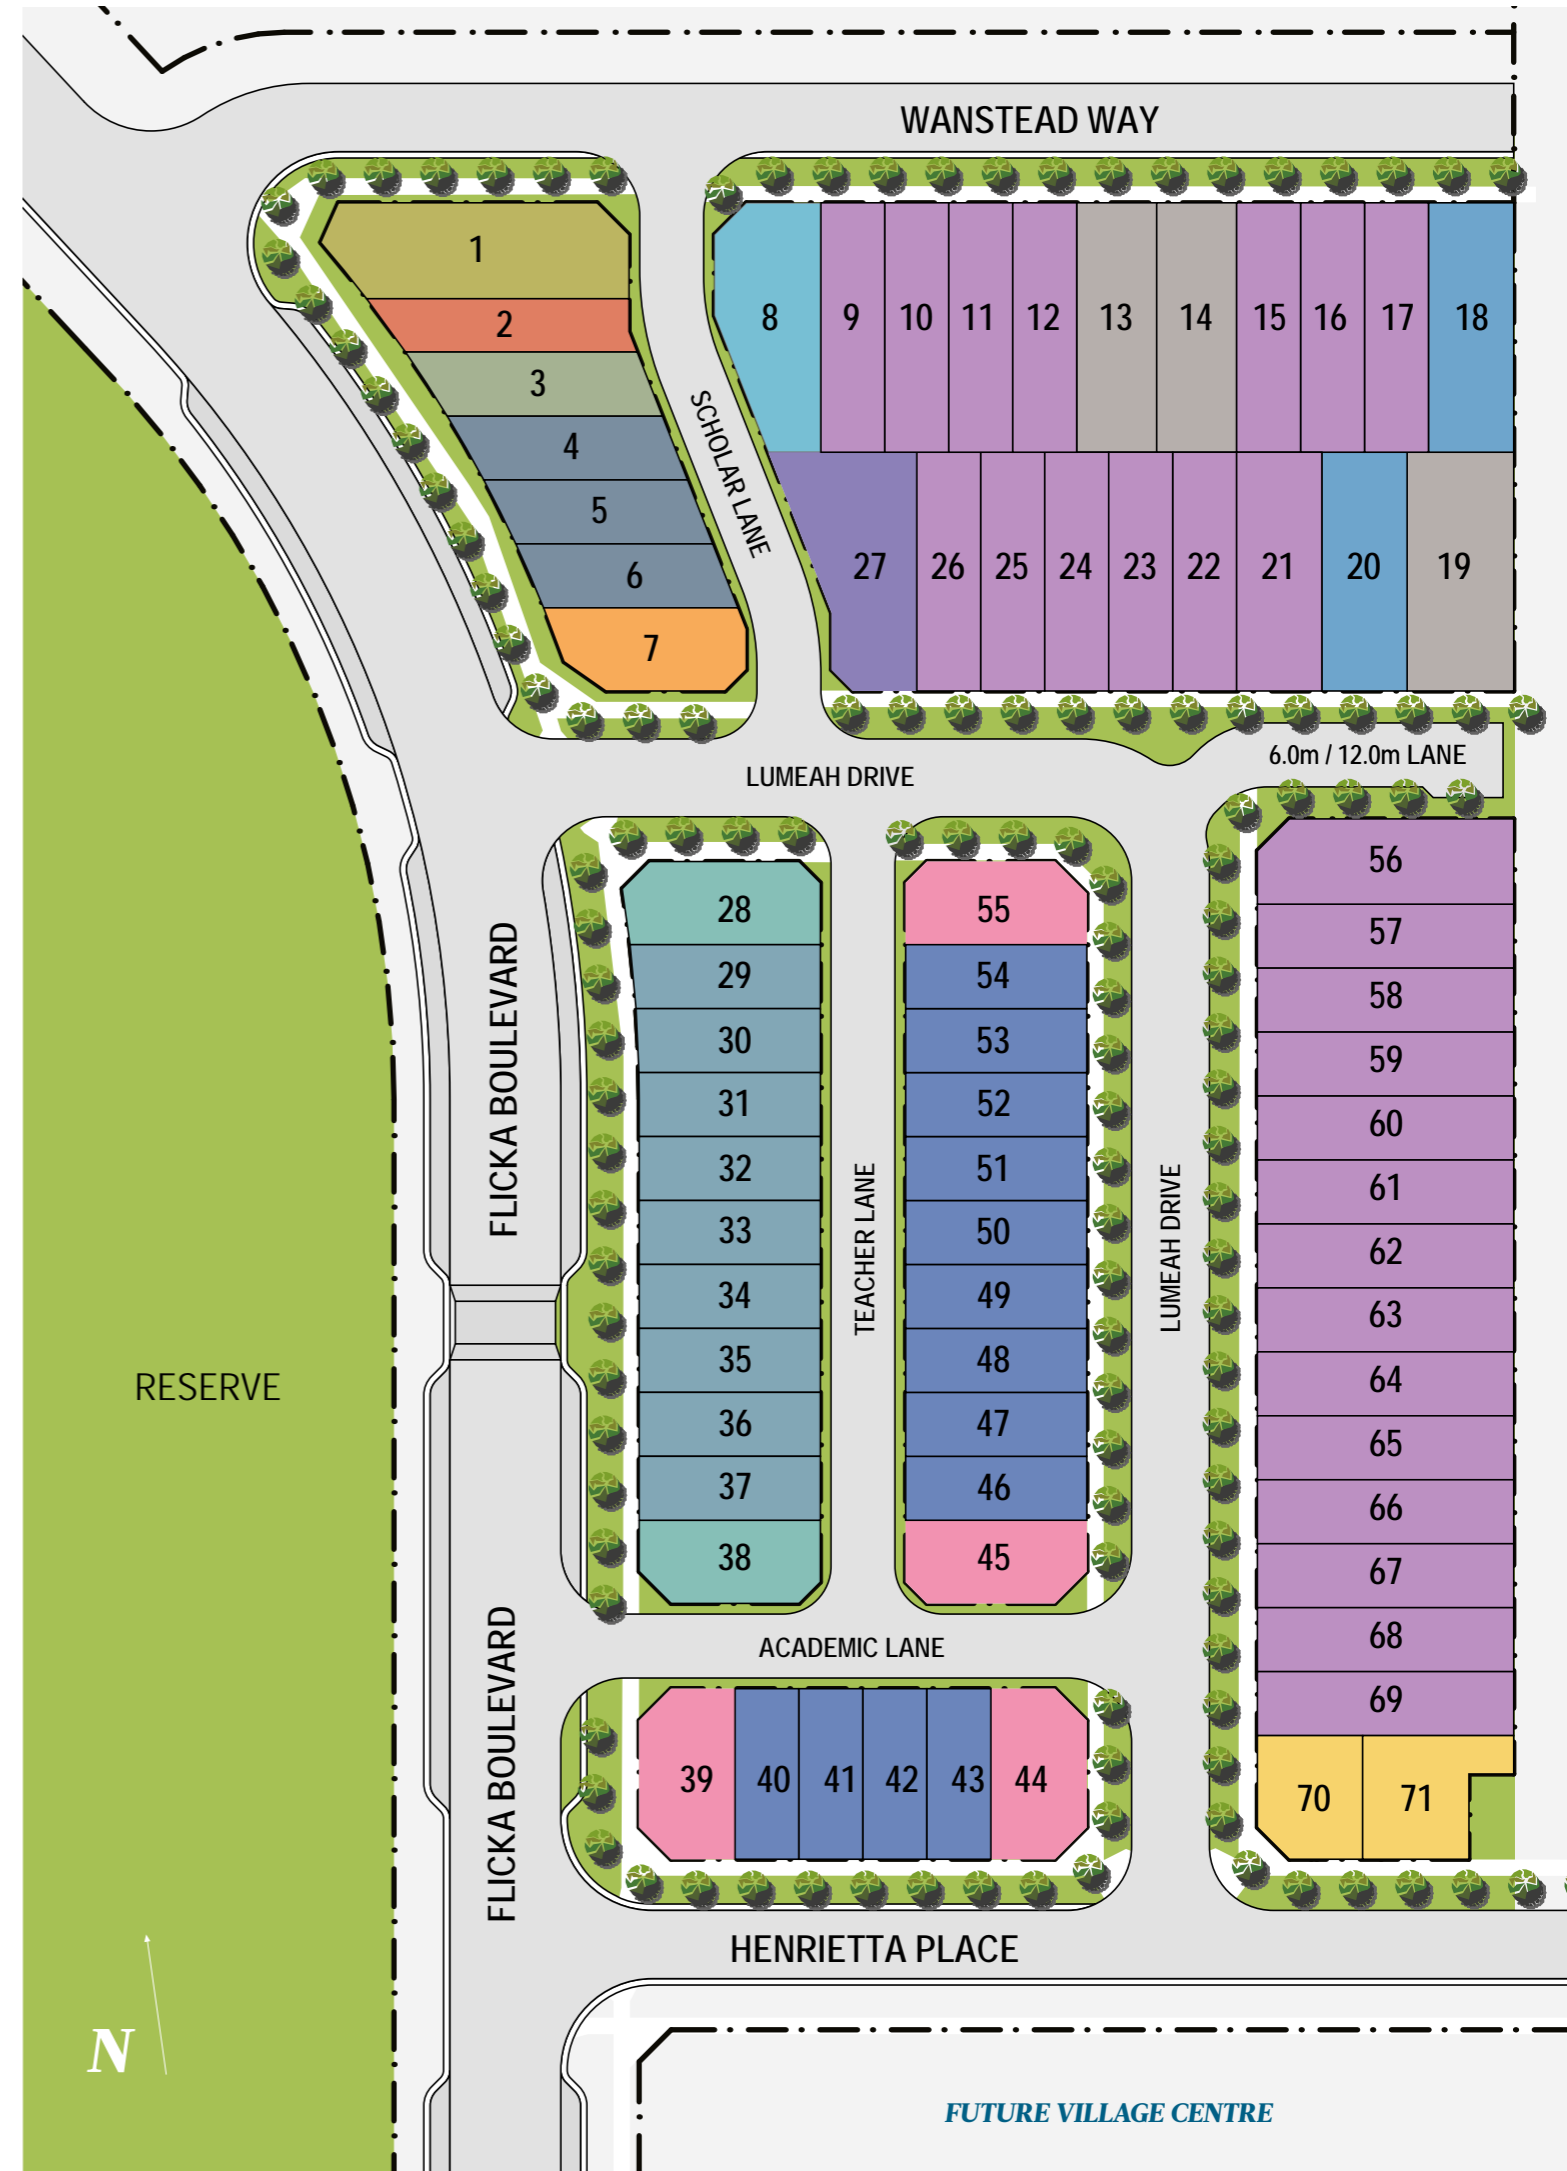 WANSTEAD WAY
1
2
3
4
5
6
7
SCHOLAR LANE
8 9 10 11 12 13 14 15 16 17 18
27 26 25 24 23 22 21 20 19
LUMEAH DRIVE
6.0m / 12.0m LANE
FLICKA BOULEVARD
28
29
30
31
32
33
34
35
36
37
38
TEACHER LANE
55
54
53
52
51
50
49
48
47
46
45
LUMEAH DRIVE
56
57
58
59
60
61
62
63
64
65
66
67
68
69
70 71
RESERVE
FLICKA BOULEVARD
ACADEMIC LANE
39 40 41 42 43 44
HENRIETTA PLACE
N
FUTURE VILLAGE CENTRE